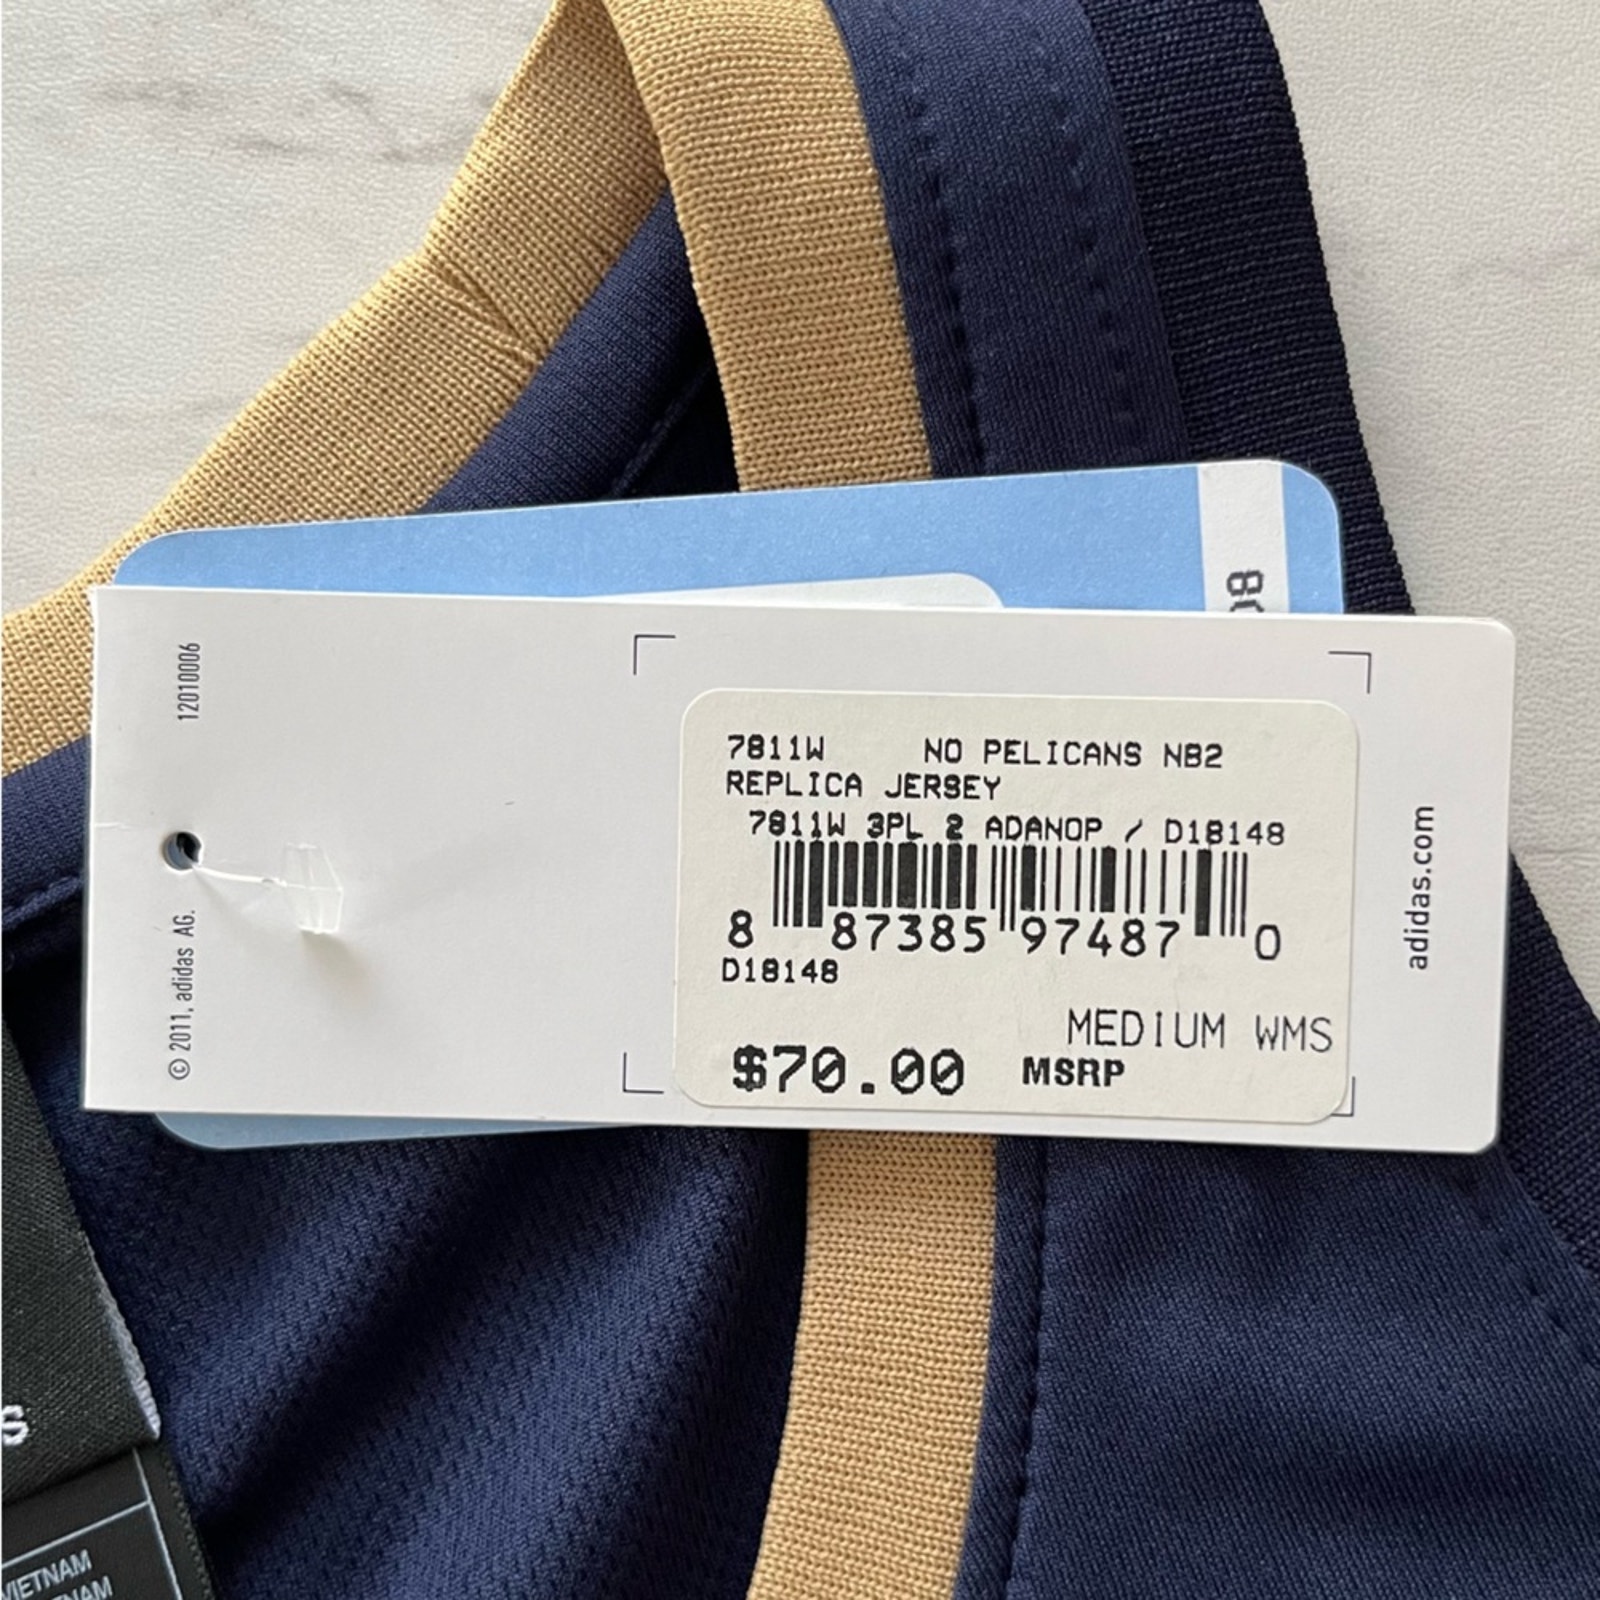 12010006
© 2011, adidas AG.
7811W NO PELICANS NB2
REPLICA JERSEY
7811W 3PL 2 ADANOP / D18148
8 87385 97487 0
D18148
MEDIUM WMS
$70.00 MSRP
adidas.com
VIETNAM